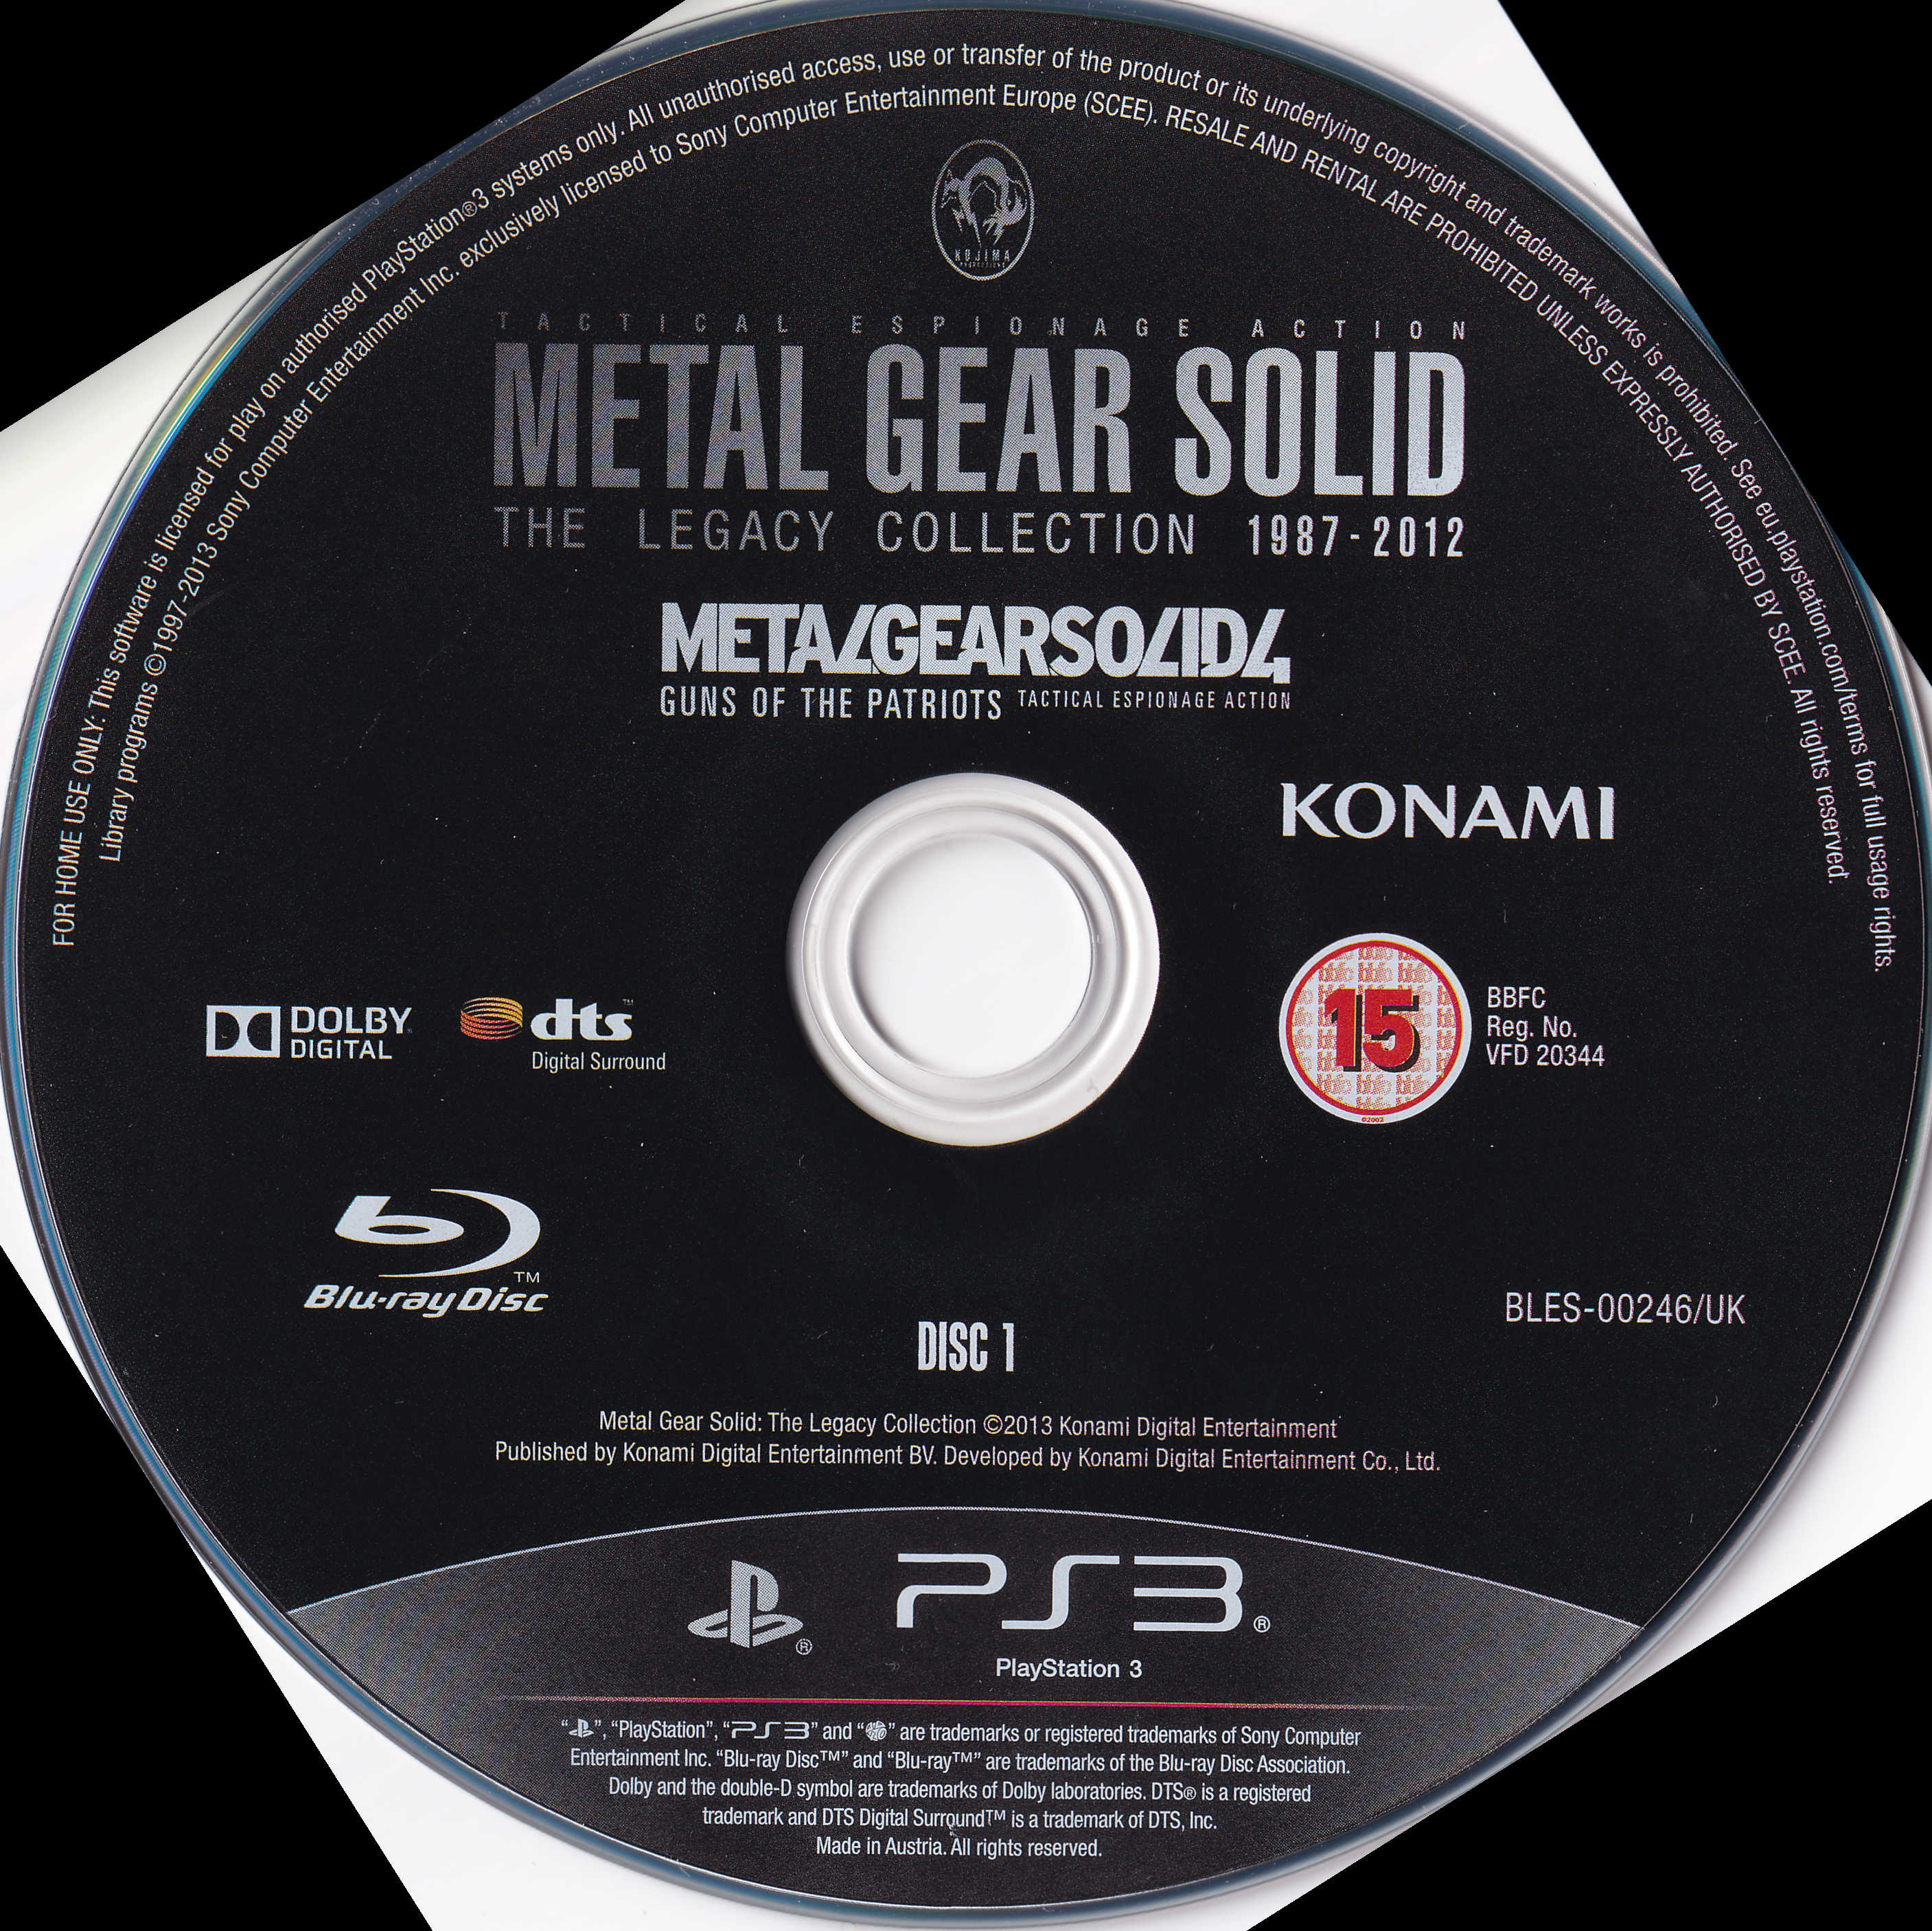 FOR HOME USE ONLY: This software is licensed for play on authorised PlayStation®3 systems only. All unauthorised access, use or transfer of the product or its underlying copyright and trademark works is prohibited. See eu.playstation.com/terms for full usage rights.
Library programs ©1997-2013 Sony Computer Entertainment Inc. exclusively licensed to Sony Computer Entertainment Europe (SCEE). RESALE AND RENTAL ARE PROHIBITED UNLESS EXPRESSLY AUTHORISED BY SCEE. All rights reserved.
KOJIMA
PRODUCTIONS
TACTICAL ESPIONAGE ACTION
METAL GEAR SOLID
THE LEGACY COLLECTION 1987-2012
METAL GEAR SOLID 4
GUNS OF THE PATRIOTS TACTICAL ESPIONAGE ACTION
KONAMI
DOLBY
DIGITAL
dts™
Digital Surround
15
©2002
BBFC
Reg. No.
VFD 20344
Blu-ray Disc™
BLES-00246/UK
DISC 1
Metal Gear Solid: The Legacy Collection ©2013 Konami Digital Entertainment
Published by Konami Digital Entertainment BV. Developed by Konami Digital Entertainment Co., Ltd.
PS3®
PlayStation 3
“ ”, “PlayStation”, “PS3” and “ ” are trademarks or registered trademarks of Sony Computer
Entertainment Inc. “Blu-ray Disc™” and “Blu-ray™” are trademarks of the Blu-ray Disc Association.
Dolby and the double-D symbol are trademarks of Dolby laboratories. DTS® is a registered
trademark and DTS Digital Surround™ is a trademark of DTS, Inc.
Made in Austria. All rights reserved.